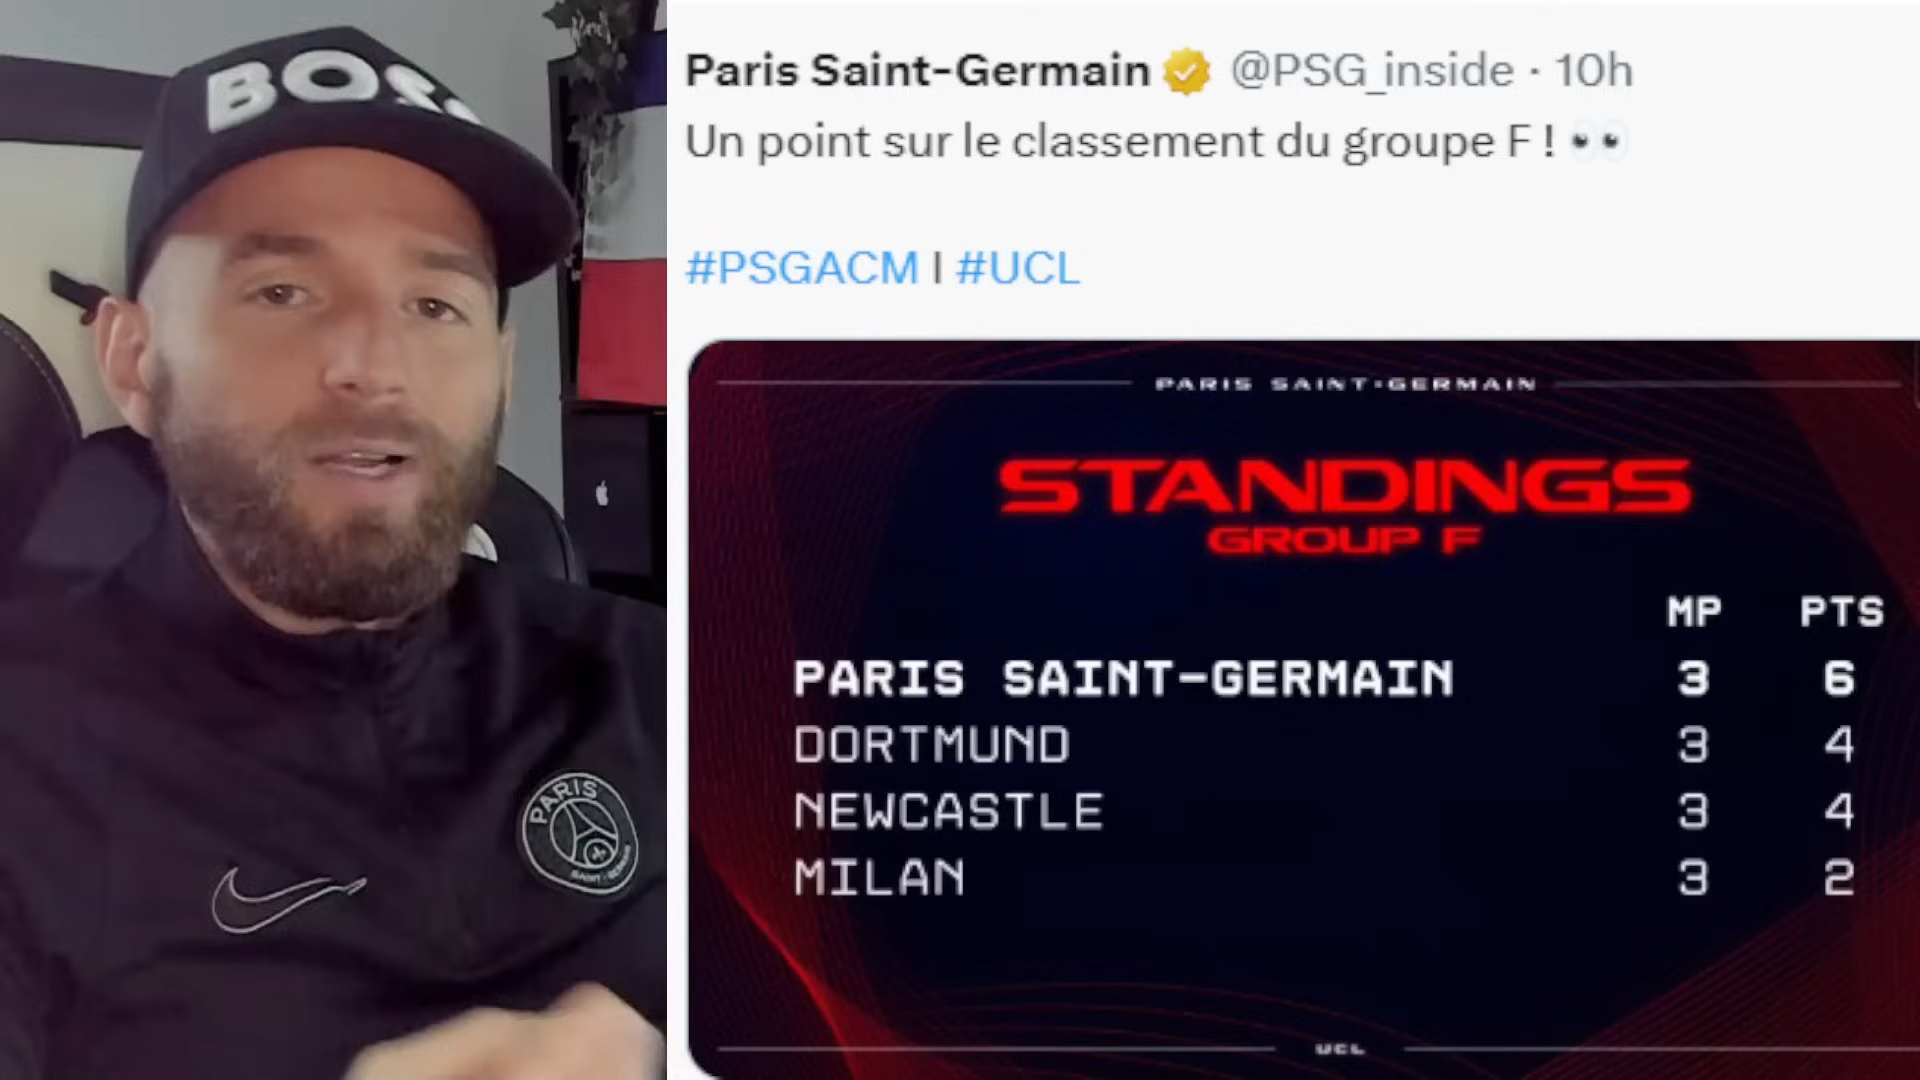 BOSS
PARIS
SAINT-GERMAIN
Paris Saint-Germain @PSG_inside · 10h
Un point sur le classement du groupe F ! 👀
#PSGACM | #UCL
PARIS SAINT-GERMAIN
STANDINGS
GROUP F
MP PTS
PARIS SAINT-GERMAIN 3 6
DORTMUND 3 4
NEWCASTLE 3 4
MILAN 3 2
UCL